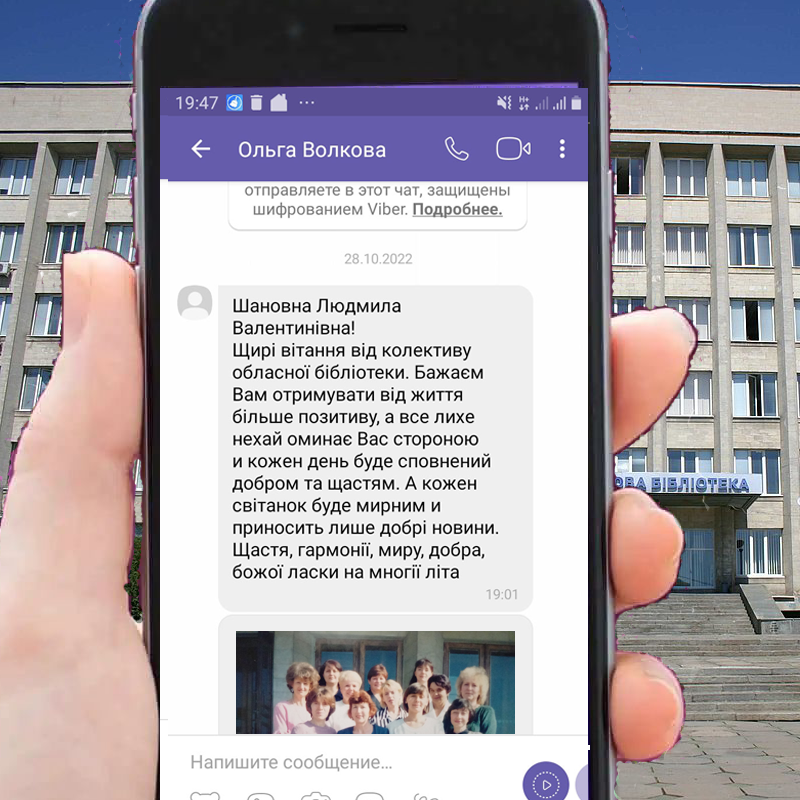 19:47
Ольга Волкова
отправляете в этот чат, защищены
шифрованием Viber. Подробнее.
28.10.2022
Шановна Людмила
Валентинівна!
Щирі вітання від колективу
обласної бібліотеки. Бажаєм
Вам отримувати від життя
більше позитиву, а все лихе
нехай оминає Вас стороною
и кожен день буде сповнений
добром та щастям. А кожен
світанок буде мирним и
приносить лише добрі новини.
Щастя, гармонії, миру, добра,
божої ласки на многії літа
19:01
БІБЛІОТЕКА
Напишите сообщение...